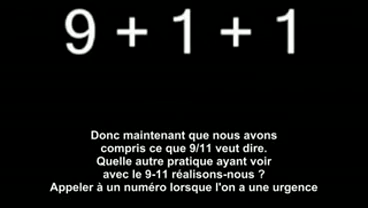 9 + 1 + 1
Donc maintenant que nous avons
compris ce que 9/11 veut dire.
Quelle autre pratique ayant voir
avec le 9-11 réalisons-nous ?
Appeler à un numéro lorsque l'on a une urgence